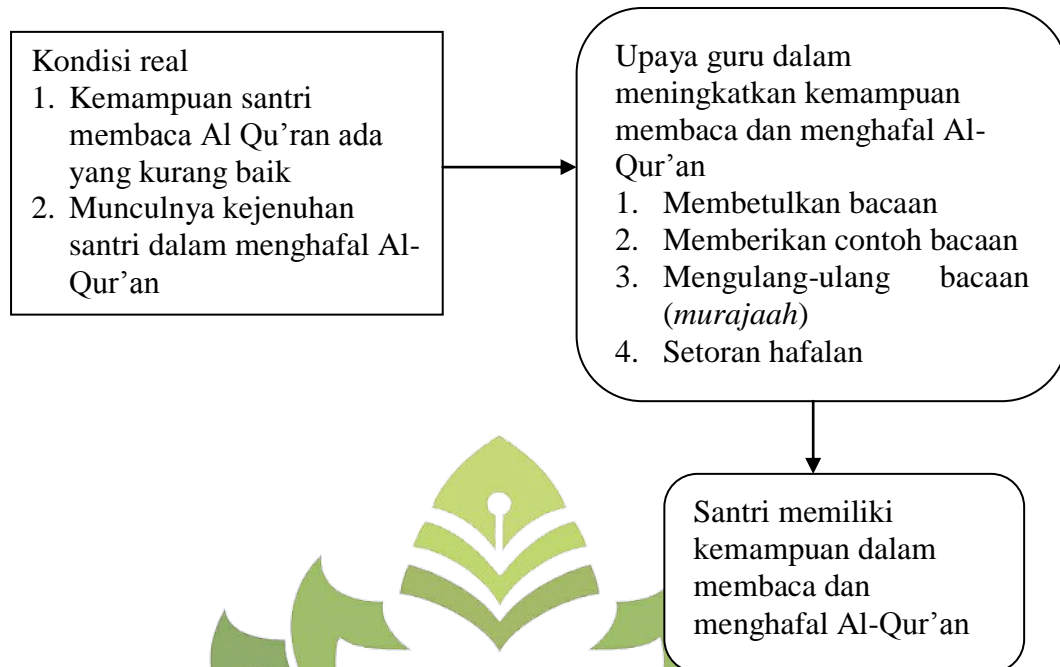 Kondisi real
1. Kemampuan santri
membaca Al Qu’ran ada
yang kurang baik
2. Munculnya kejenuhan
santri dalam menghafal Al-
Qur’an
Upaya guru dalam
meningkatkan kemampuan
membaca dan menghafal Al-
Qur’an
1. Membetulkan bacaan
2. Memberikan contoh bacaan
3. Mengulang-ulang bacaan
(murajaah)
4. Setoran hafalan
Santri memiliki
kemampuan dalam
membaca dan
menghafal Al-Qur’an